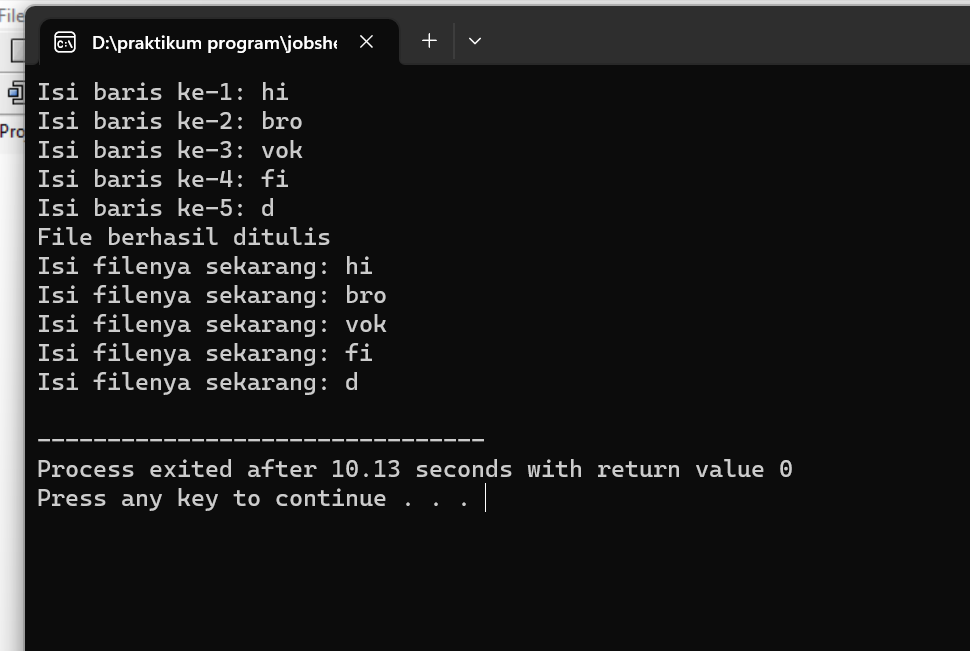 File
D:\praktikum program\jobshe
Pro
Isi baris ke-1: hi
Isi baris ke-2: bro
Isi baris ke-3: vok
Isi baris ke-4: fi
Isi baris ke-5: d
File berhasil ditulis
Isi filenya sekarang: hi
Isi filenya sekarang: bro
Isi filenya sekarang: vok
Isi filenya sekarang: fi
Isi filenya sekarang: d
--------------------------------
Process exited after 10.13 seconds with return value 0
Press any key to continue . . .